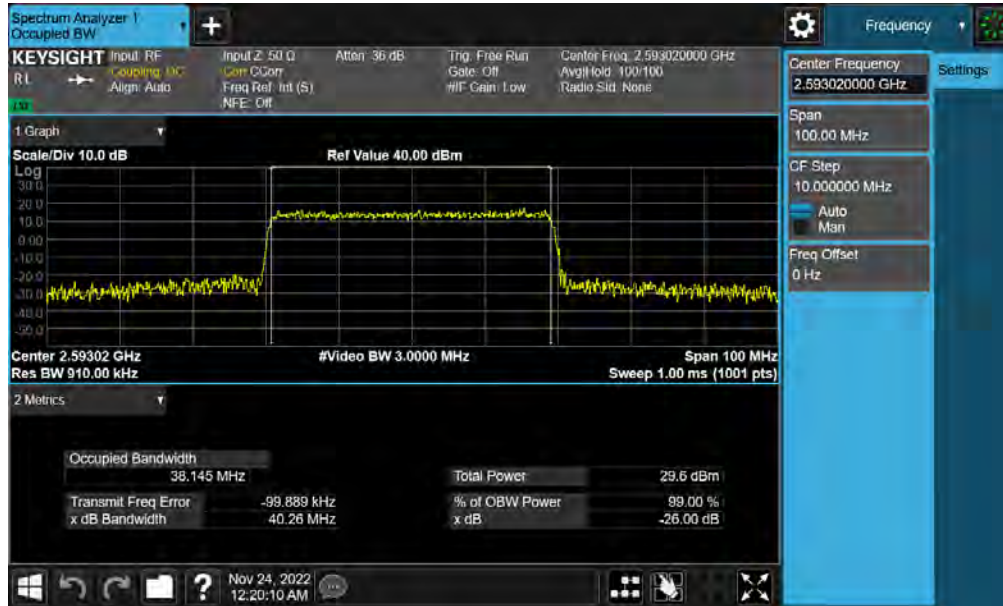 Spectrum Analyzer 1
Occupied BW
Frequency
KEYSIGHT Input: RF
R L
Coupling: DC
Align: Auto
Input Z: 50 Ω
Corr CCorr
Freq Ref: Int (S)
NFE: Off
Atten: 36 dB
Trig: Free Run
Gate: Off
#IF Gain: Low
Center Freq: 2.593020000 GHz
Avg|Hold: 100/100
Radio Std: None
Center Frequency
2.593020000 GHz
Settings
Span
100.00 MHz
CF Step
10.000000 MHz
Auto
Man
Freq Offset
0 Hz
1 Graph
Scale/Div 10.0 dB
Ref Value 40.00 dBm
Log
30.0
20.0
10.0
0.00
-10.0
-20.0
-30.0
-40.0
-50.0
Center 2.59302 GHz
#Video BW 3.0000 MHz
Span 100 MHz
Res BW 910.00 kHz
Sweep 1.00 ms (1001 pts)
2 Metrics
Occupied Bandwidth
38.145 MHz
Total Power 29.6 dBm
Transmit Freq Error -99.889 kHz
% of OBW Power 99.00 %
x dB Bandwidth 40.26 MHz
x dB -26.00 dB
?
Nov 24, 2022
12:20:10 AM